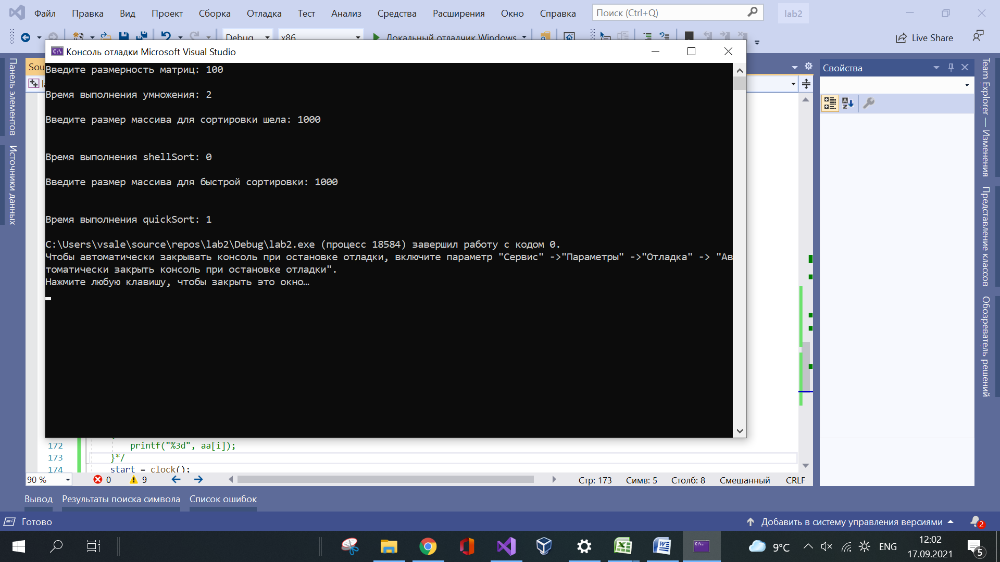 Файл Правка Вид Проект Сборка Отладка Тест Анализ Средства Расширения Окно Справка Поиск (Ctrl+Q) lab2
Debug x86 Локальный отладчик Windows Live Share
Консоль отладки Microsoft Visual Studio
Введите размерность матриц: 100
Время выполнения умножения: 2
Введите размер массива для сортировки шела: 1000
Время выполнения shellSort: 0
Введите размер массива для быстрой сортировки: 1000
Время выполнения quickSort: 1
C:\Users\vsale\source\repos\lab2\Debug\lab2.exe (процесс 18584) завершил работу с кодом 0.
Чтобы автоматически закрывать консоль при остановке отладки, включите параметр "Сервис" ->"Параметры" ->"Отладка" -> "Ав
томатически закрыть консоль при остановке отладки".
Нажмите любую клавишу, чтобы закрыть это окно…
Панель элементов
Источники данных
Sou
Свойства
Team Explorer — Изменения
Представление классов
Обозреватель решений
172 printf("%3d", aa[i]);
173 }*/
174 start = clock();
90 % 0 9 Стр: 173 Симв: 5 Столб: 8 Смешанный CRLF
Вывод Результаты поиска символа Список ошибок
Готово Добавить в систему управления версиями 2
9°C ENG 12:02
17.09.2021 5